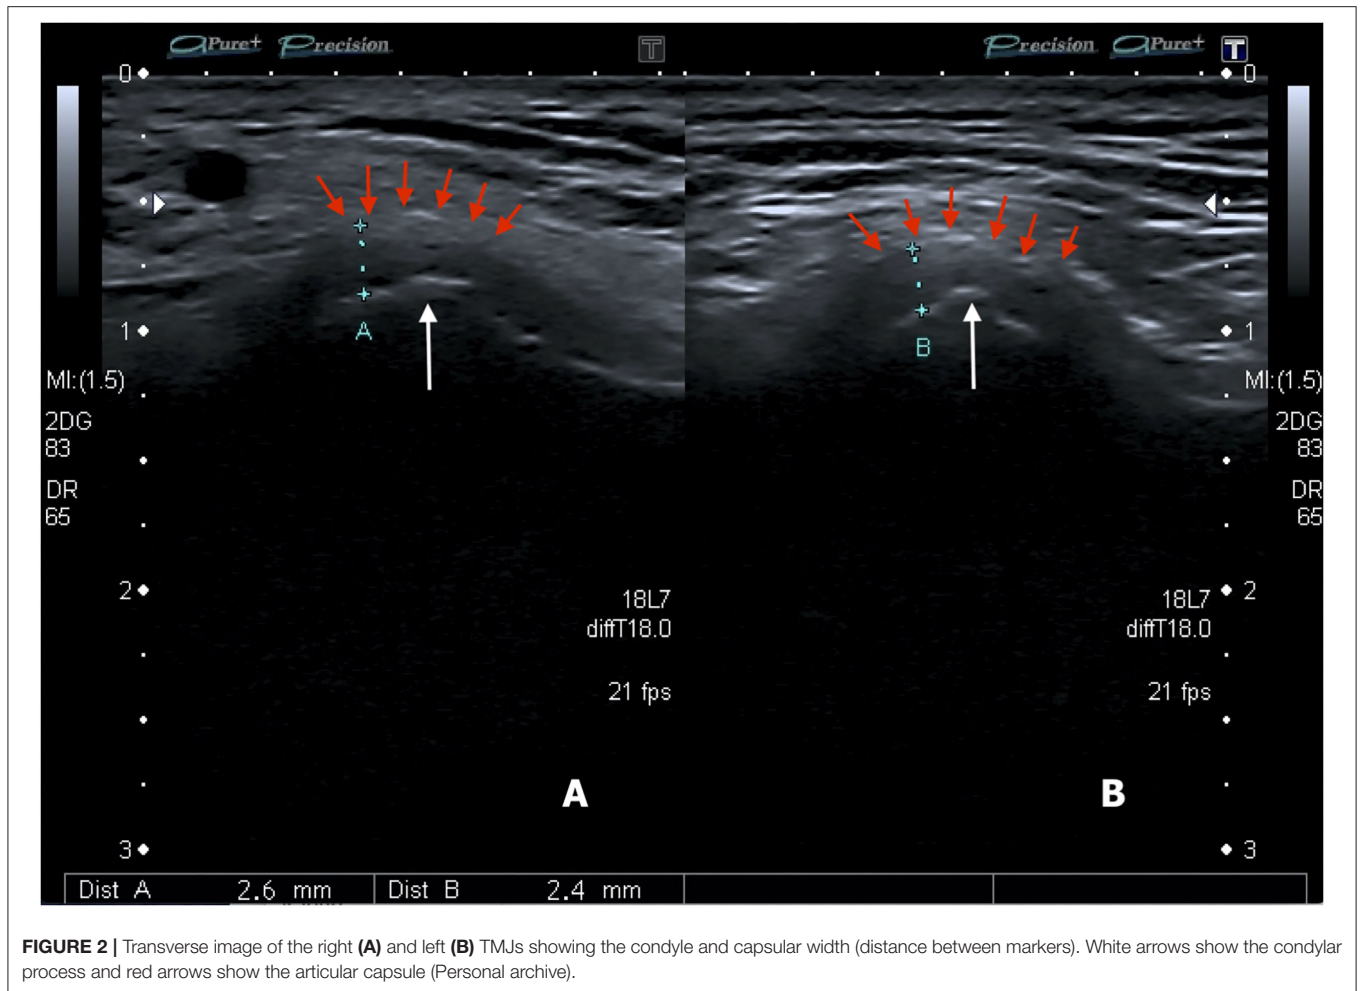 aPure+ Precision T Precision aPure+ T
0 0
A B
1 1
MI:(1.5) MI:(1.5)
2DG 2DG
83 83
DR DR
65 65
2 18L7 18L7 2
diffT18.0 diffT18.0
21 fps 21 fps
A B
3 3
Dist A 2.6 mm Dist B 2.4 mm
FIGURE 2 | Transverse image of the right (A) and left (B) TMJs showing the condyle and capsular width (distance between markers). White arrows show the condylar
process and red arrows show the articular capsule (Personal archive).